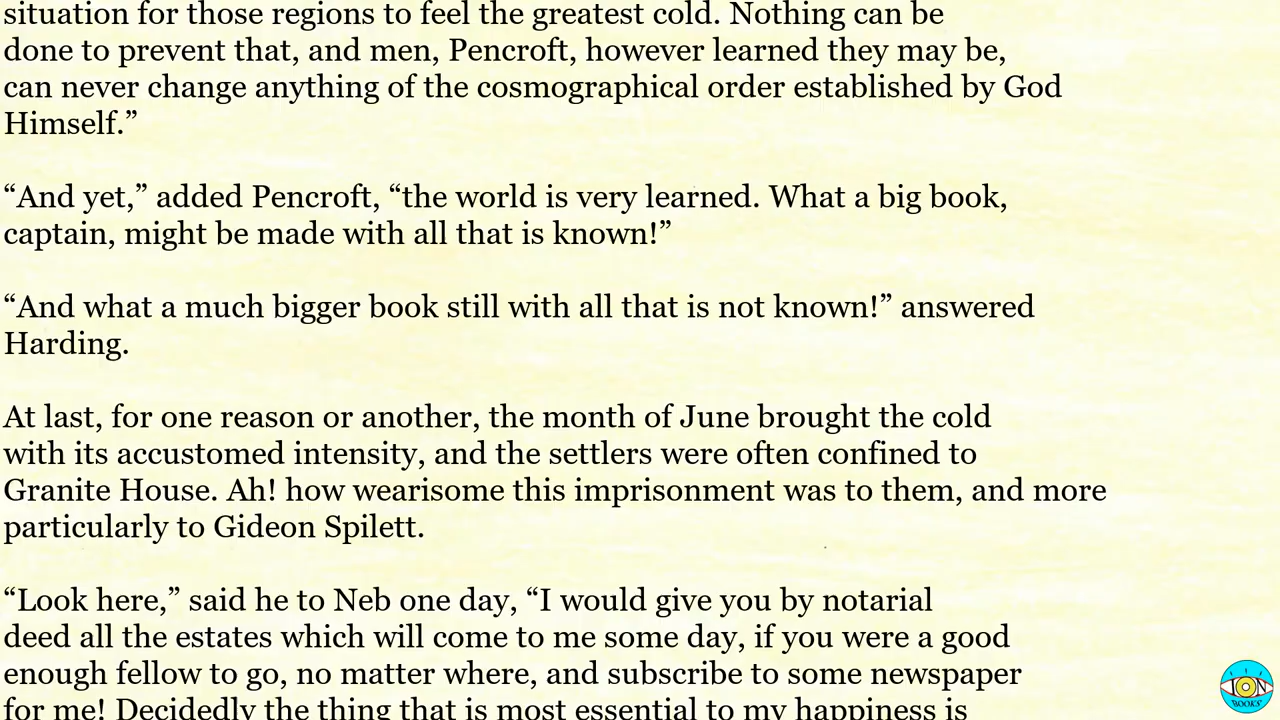 situation for those regions to feel the greatest cold. Nothing can be
done to prevent that, and men, Pencroft, however learned they may be,
can never change anything of the cosmographical order established by God
Himself.”
“And yet,” added Pencroft, “the world is very learned. What a big book,
captain, might be made with all that is known!”
“And what a much bigger book still with all that is not known!” answered
Harding.
At last, for one reason or another, the month of June brought the cold
with its accustomed intensity, and the settlers were often confined to
Granite House. Ah! how wearisome this imprisonment was to them, and more
particularly to Gideon Spilett.
“Look here,” said he to Neb one day, “I would give you by notarial
deed all the estates which will come to me some day, if you were a good
enough fellow to go, no matter where, and subscribe to some newspaper
for me! Decidedly the thing that is most essential to my happiness is
ION
BOOKS